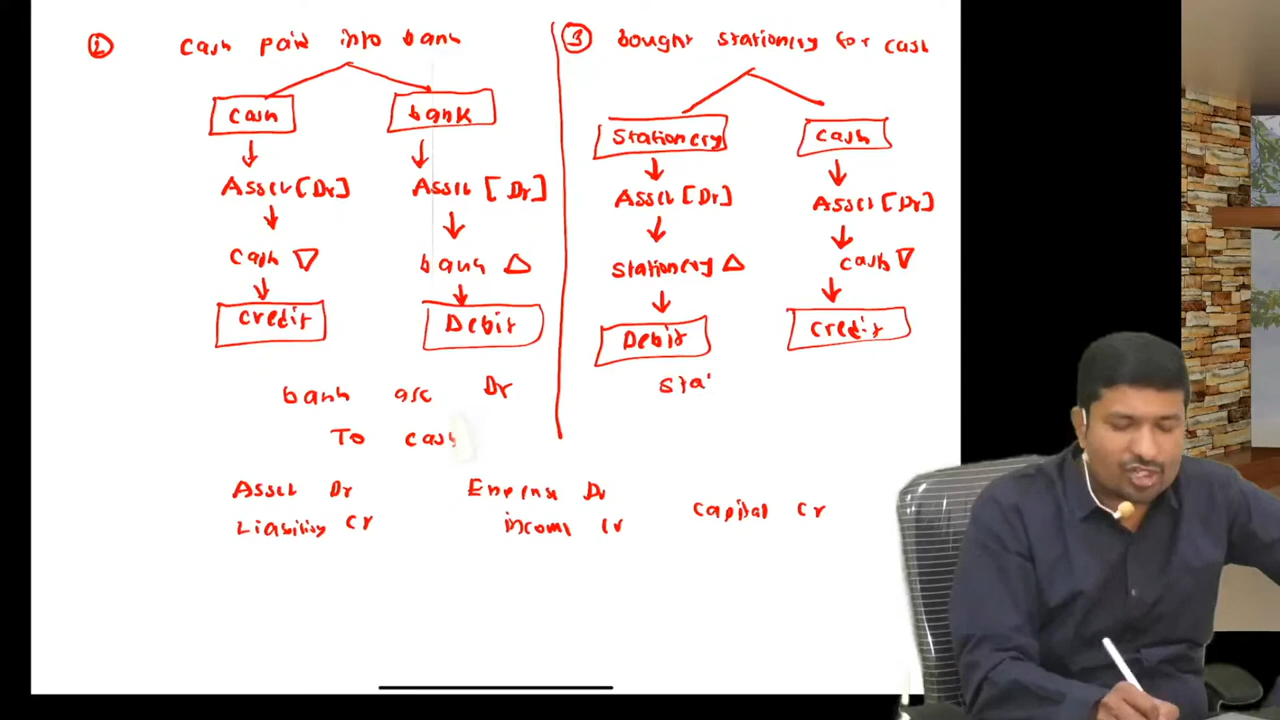 ② Cash paid into bank
cash bank
Asset [Dr] Asset [Dr]
cash ▽ bank △
credit Debit
bank a/c Dr
To cash
③ bought stationery for cash
Stationery cash
Asset [Dr] Asset [Dr]
stationery △ cash ▽
Debit credit
sta
Asset Dr Expense Dr
Liability Cr income Cr capital Cr